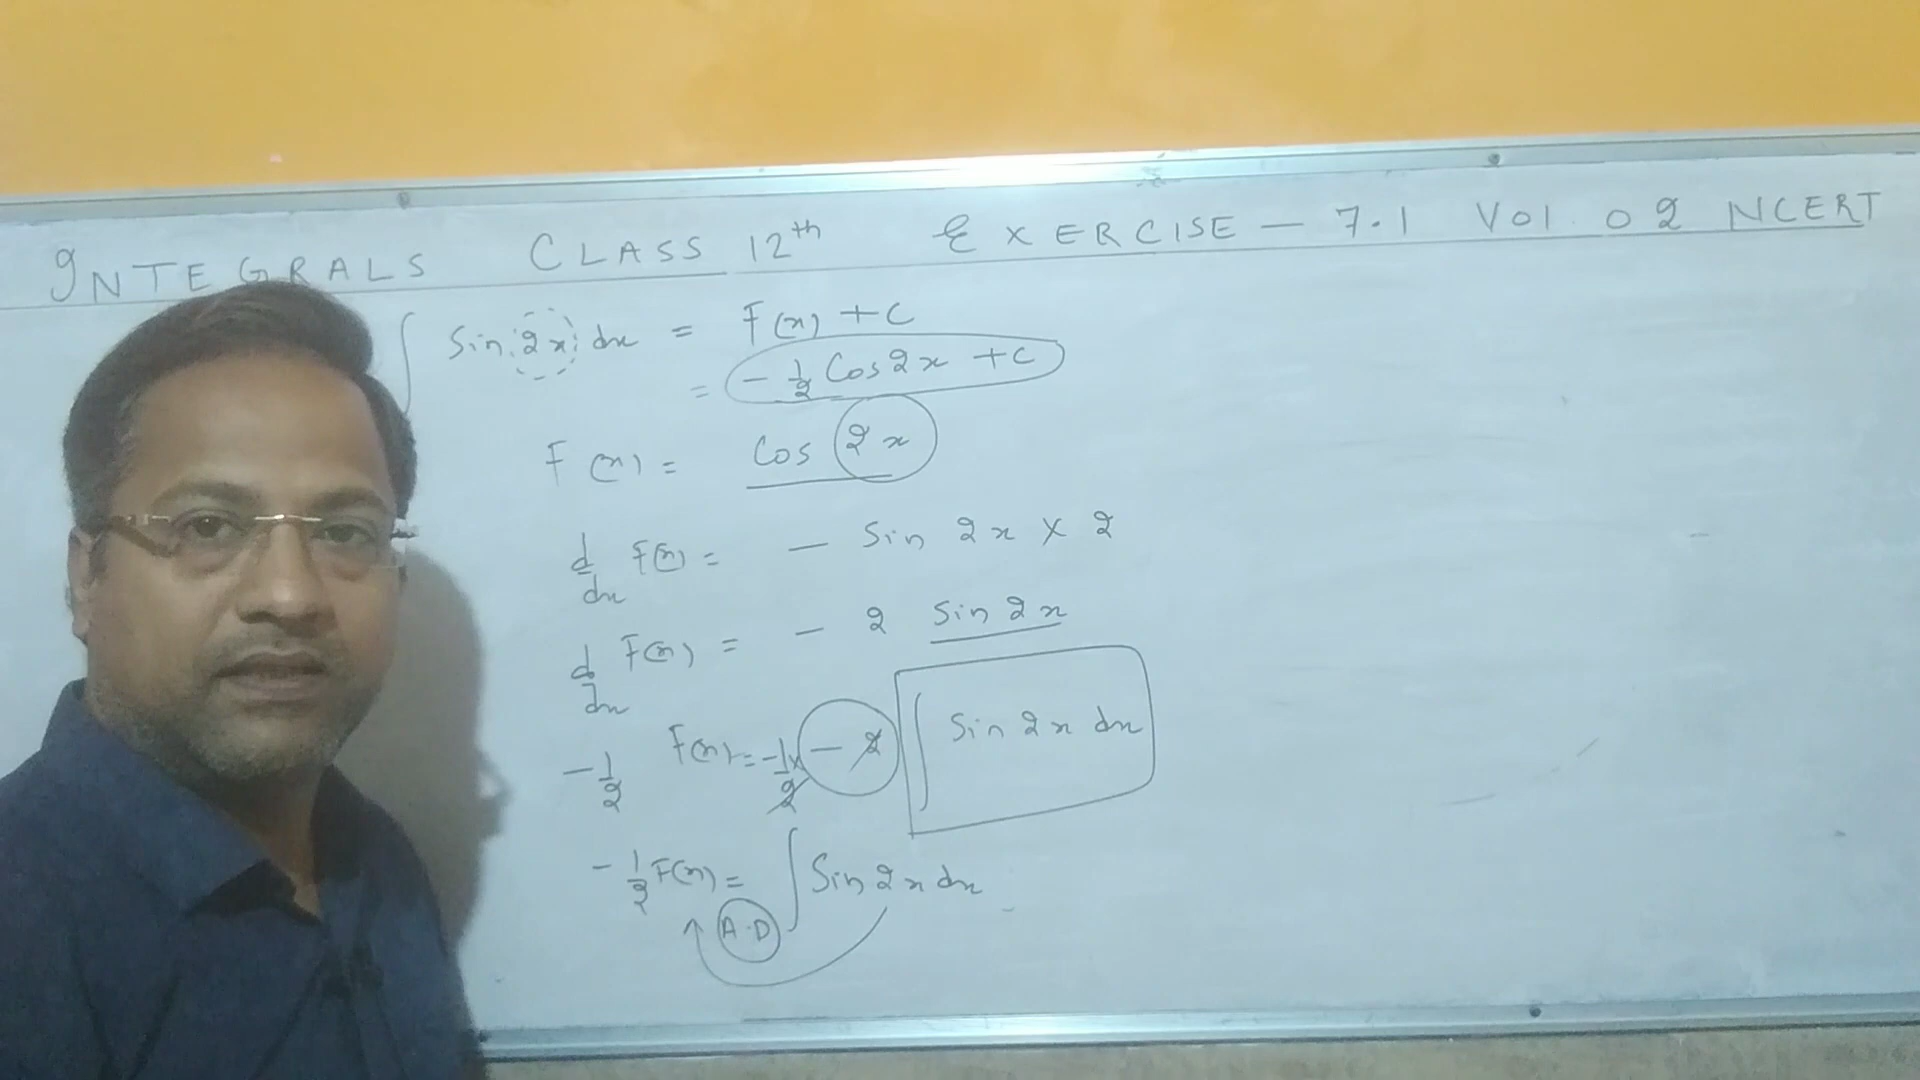 INTEGRALS CLASS 12th EXERCISE - 7.1 Vol. 02 NCERT
∫ Sin 2x dx = F(x) + C
= - 1/2 Cos 2x + C
F(x) = Cos 2x
d/dx F(x) = - Sin 2x × 2
d/dx F(x) = - 2 Sin 2x
-1/2 F(x) = -1/2 × - 2 ∫ Sin 2x dx
-1/2 F(x) = ∫ Sin 2x dx
A.D